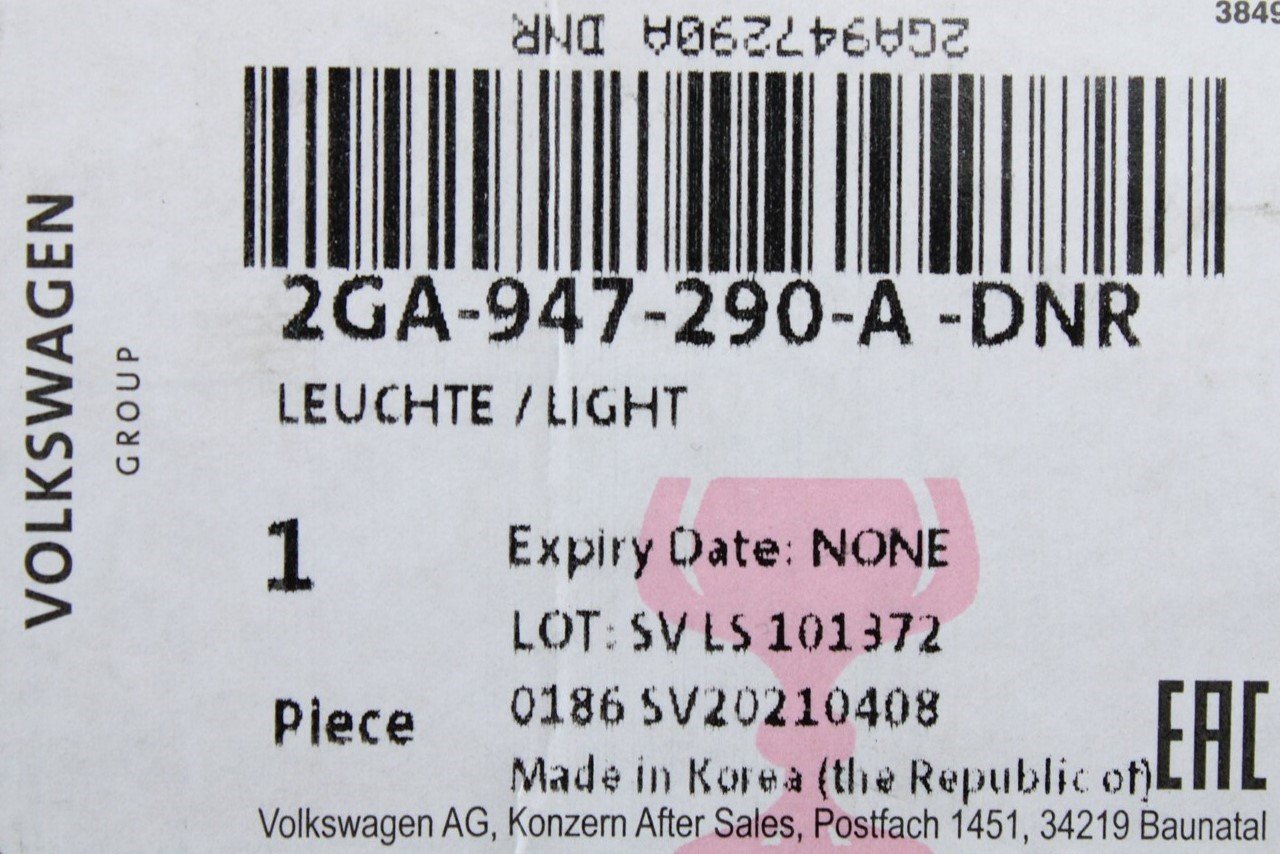 3849
2GA947290A DNR
VOLKSWAGEN
GROUP
2GA-947-290-A -DNR
LEUCHTE / LIGHT
1
Expiry Date: NONE
LOT: SV LS 101372
Piece
0186 SV20210408
Made in Korea (the Republic of)
EAC
Volkswagen AG, Konzern After Sales, Postfach 1451, 34219 Baunatal